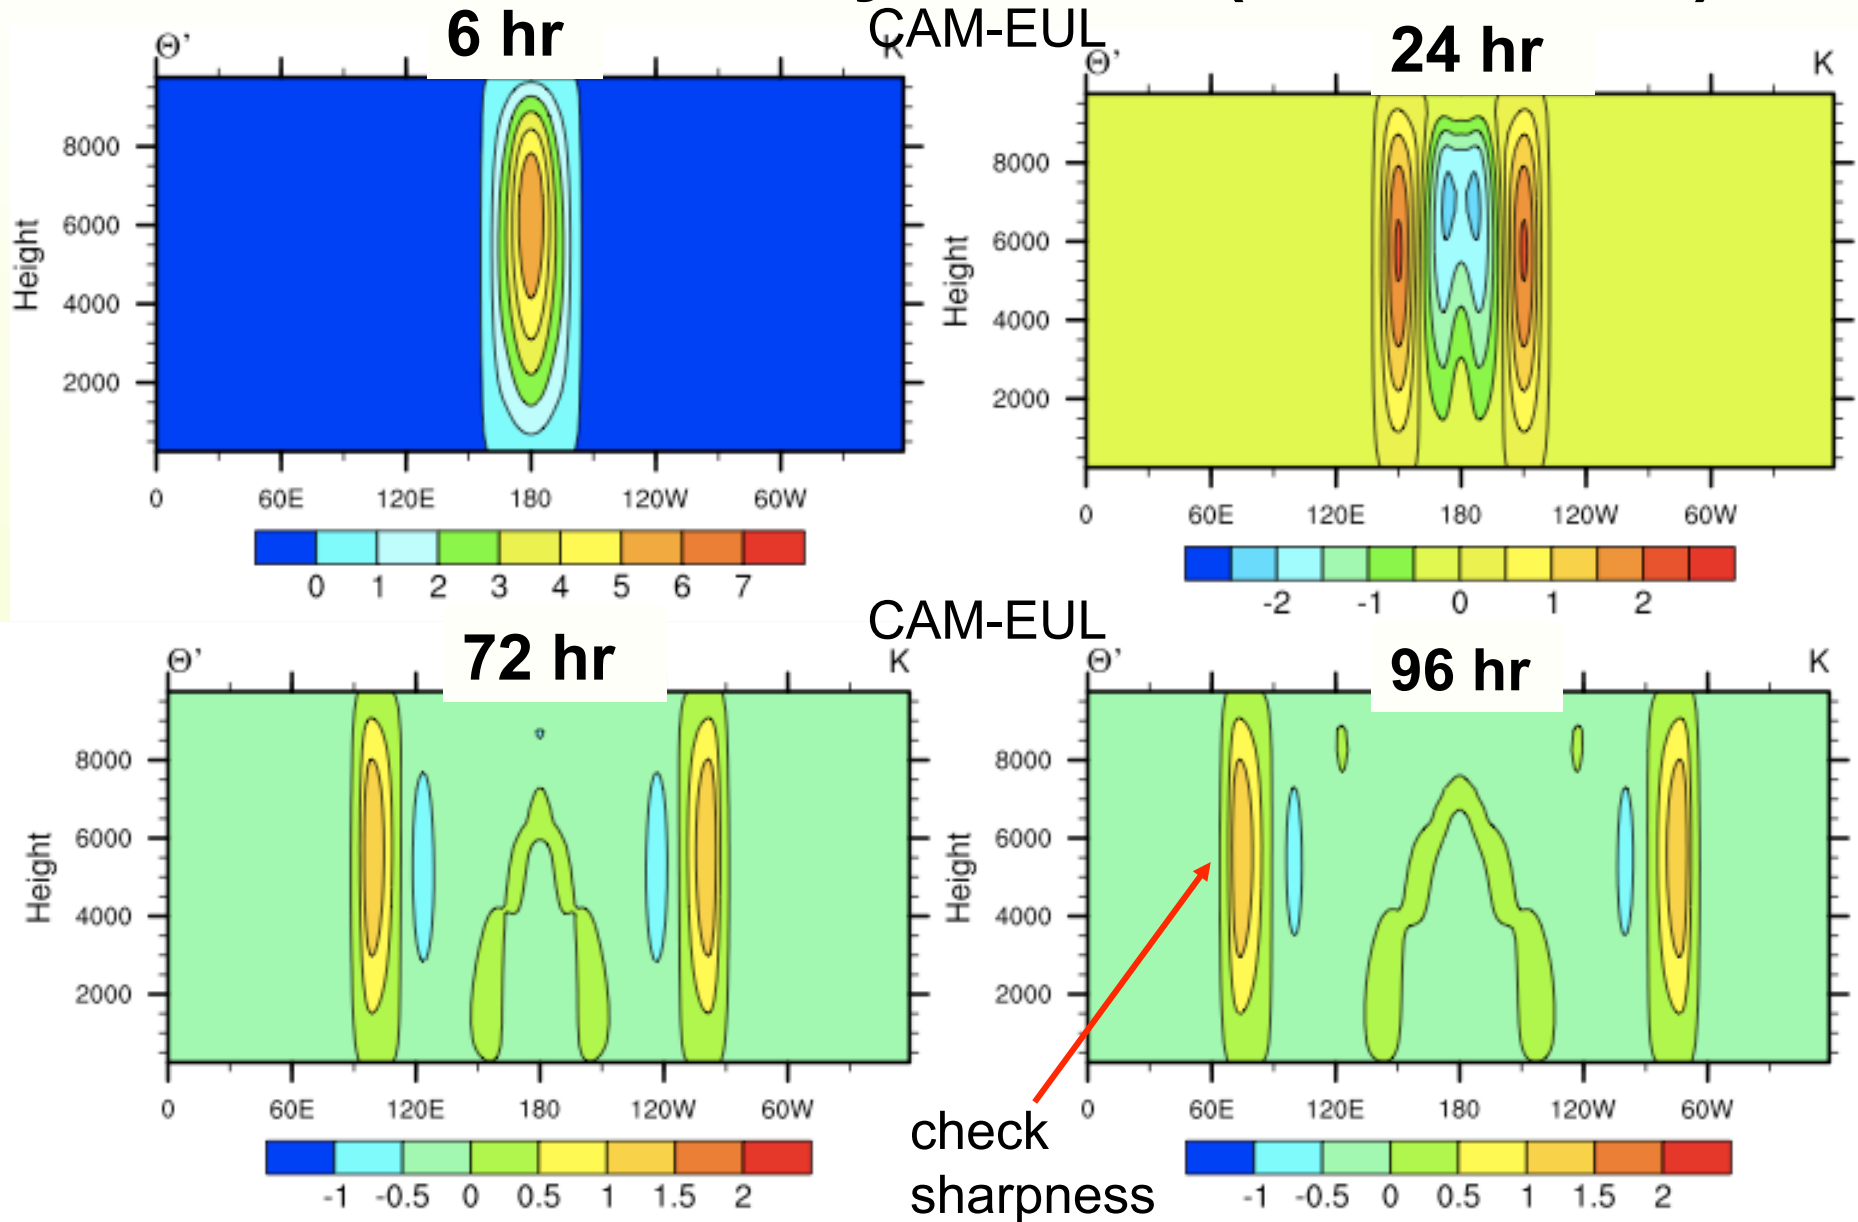 CAM-EUL
6 hr
Θ'
K
8000
6000
4000
2000
Height
0 60E 120E 180 120W 60W
0 1 2 3 4 5 6 7
24 hr
Θ'
K
8000
6000
4000
2000
Height
0 60E 120E 180 120W 60W
-2 -1 0 1 2
CAM-EUL
72 hr
Θ'
K
8000
6000
4000
2000
Height
0 60E 120E 180 120W 60W
-1 -0.5 0 0.5 1 1.5 2
96 hr
Θ'
K
8000
6000
4000
2000
Height
0 60E 120E 180 120W 60W
-1 -0.5 0 0.5 1 1.5 2
check
sharpness